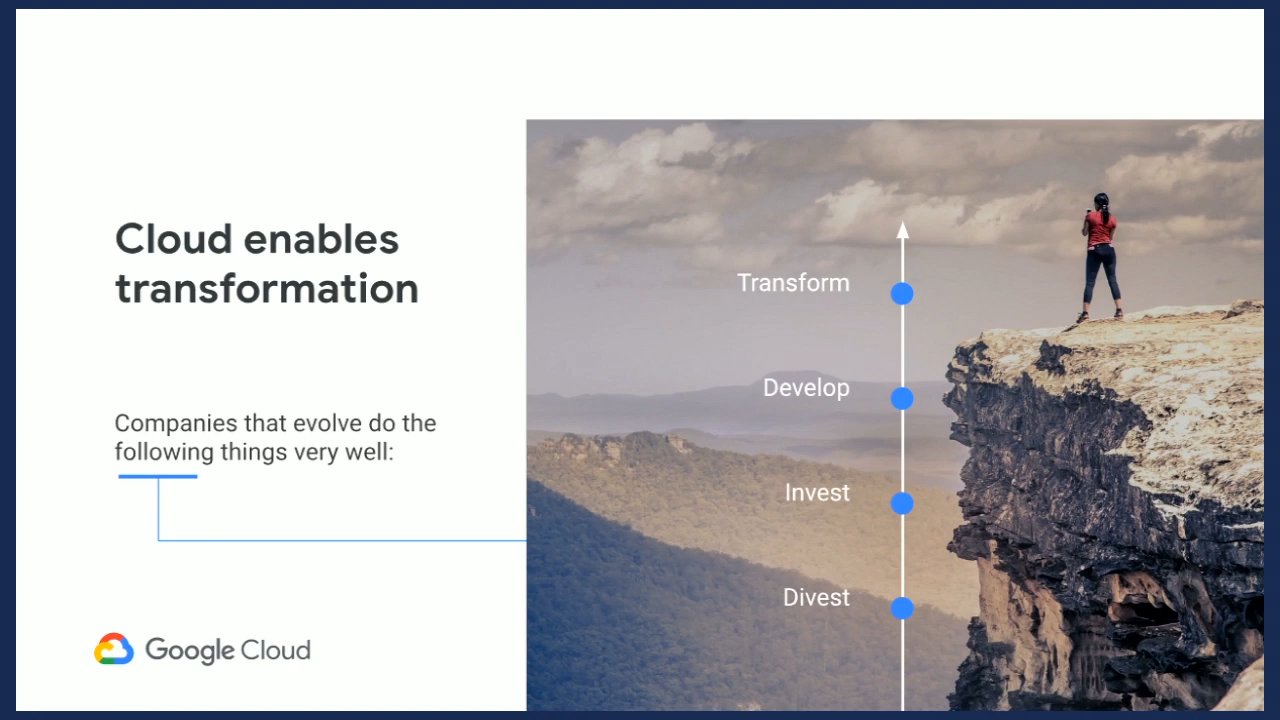 Cloud enables
transformation
Companies that evolve do the
following things very well:
Transform
Develop
Invest
Divest
Google Cloud